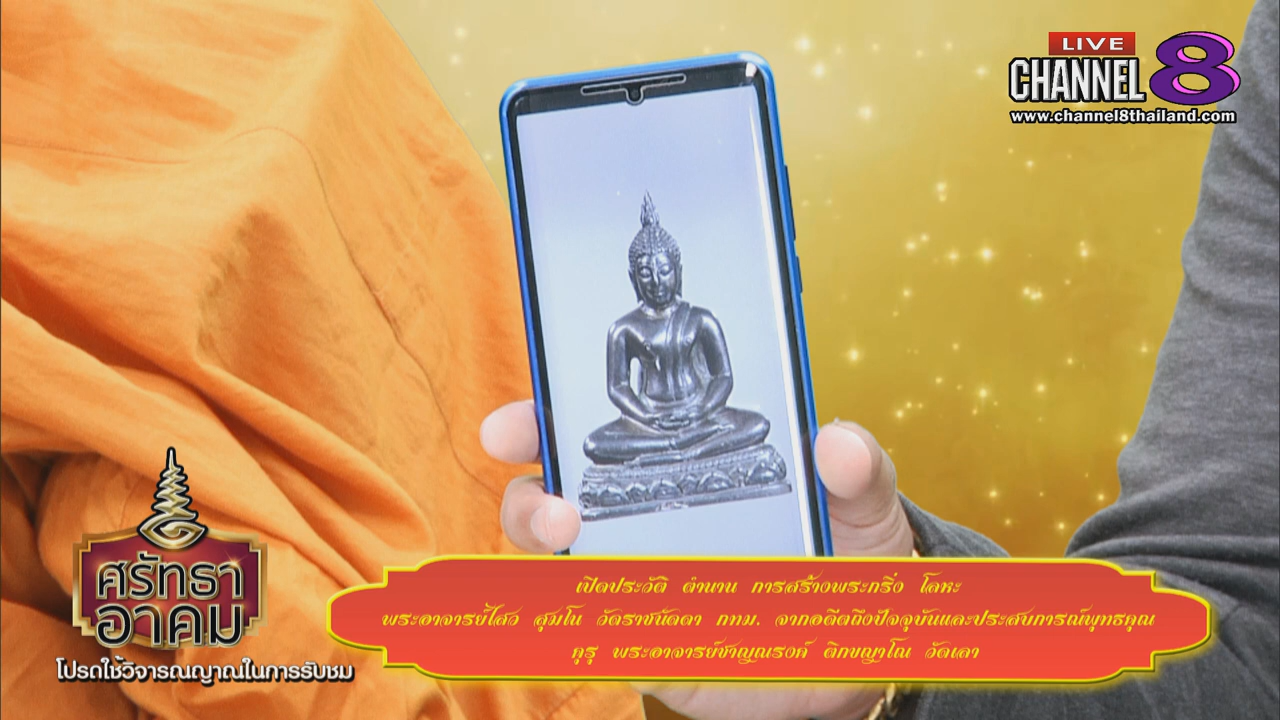 LIVE
CHANNEL 8
www.channel8thailand.com
เปิดประวัติ ตำนาน การสร้างพระกริ่ง โลหะ
พระอาจารย์ไสว สุมโน วัดราชนัดดา กทม. จากอดีตถึงปัจจุบันและประสบการณ์พุทธคุณ
คุรุ พระอาจารย์ชาญณรงค์ ติกขญาโณ วัดเลา
ศรัทธา
อาคม
โปรดใช้วิจารณญาณในการรับชม